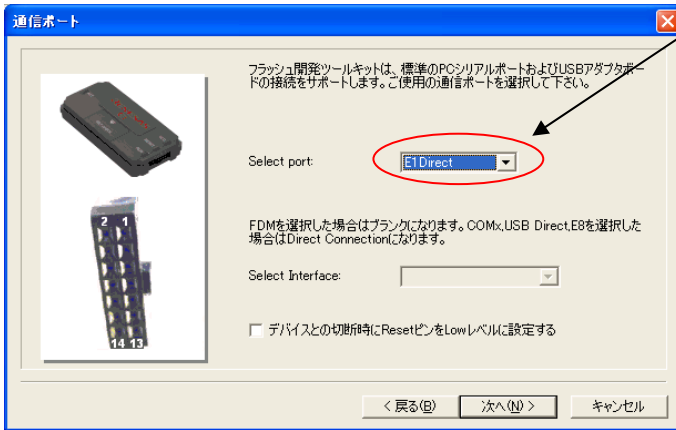 通信ポート
フラッシュ開発ツールキットは、標準のPCシリアルポートおよびUSBアダプタボー
ドの接続をサポートします。ご使用の通信ポートを選択して下さい。
Select port:
E1Direct
2 1
FDMを選択した場合はブランクになります。COMx,USB Direct,E8を選択した
場合はDirect Connectionになります。
Select Interface:
デバイスとの切断時にResetピンをLowレベルに設定する
14 13
< 戻る(B)
次へ(N) >
キャンセル